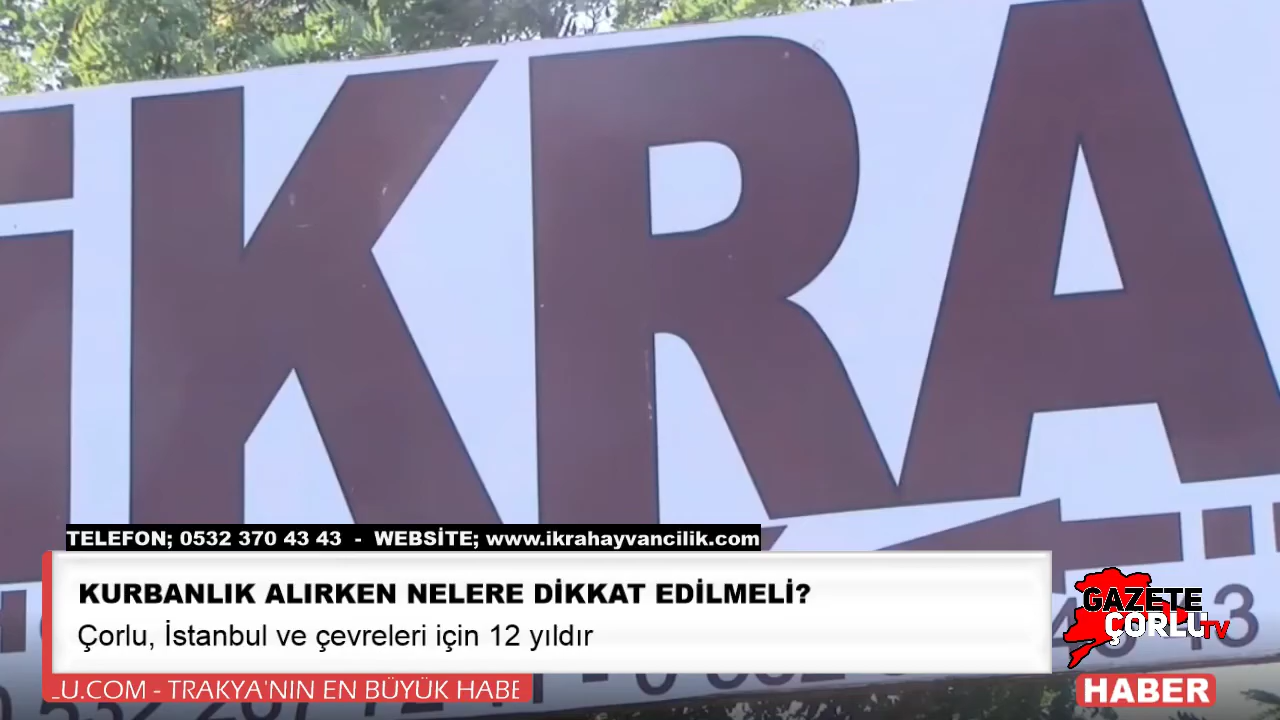 İKRA
TELEFON; 0532 370 43 43 - WEBSİTE; www.ikrahayvancilik.com
KURBANLIK ALIRKEN NELERE DİKKAT EDİLMELİ?
Çorlu, İstanbul ve çevreleri için 12 yıldır
GAZETE
ÇORLU TV
LU.COM - TRAKYA'NIN EN BÜYÜK HABE
HABER